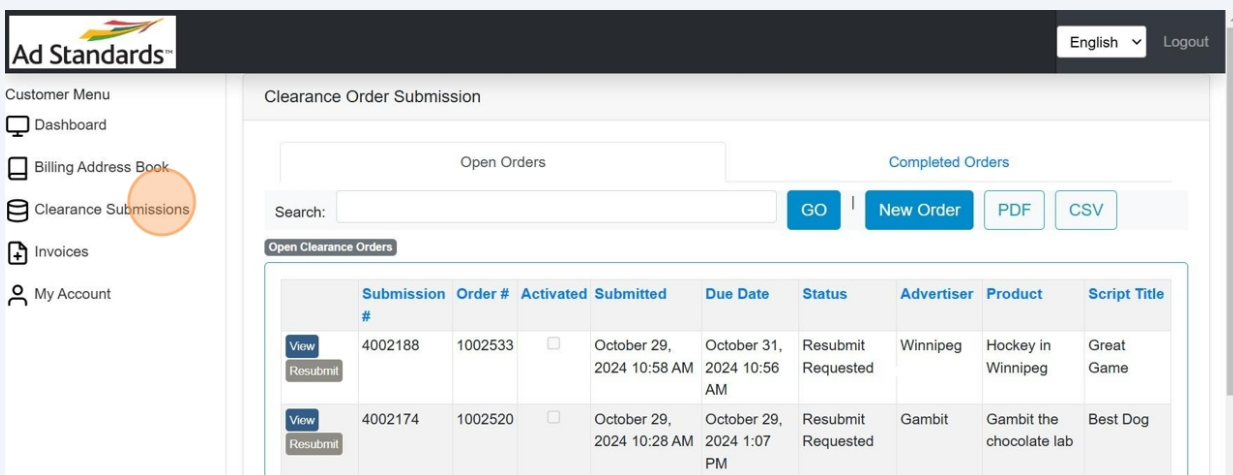 Ad Standards™
English
Logout
Customer Menu
Dashboard
Billing Address Book
Clearance Submissions
Invoices
My Account
Clearance Order Submission
Open Orders
Completed Orders
Search:
GO | New Order PDF CSV
Open Clearance Orders
Submission Order # Activated Submitted Due Date Status Advertiser Product Script Title
#
View 4002188 1002533 October 29, October 31, Resubmit Winnipeg Hockey in Great
Resubmit 2024 10:58 AM 2024 10:56 Requested Winnipeg Game
AM
View 4002174 1002520 October 29, October 29, Resubmit Gambit Gambit the Best Dog
Resubmit 2024 10:28 AM 2024 1:07 Requested chocolate lab
PM